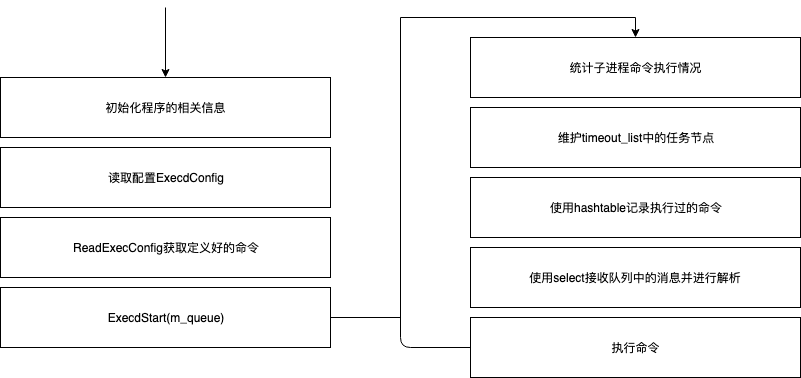 初始化程序的相关信息
读取配置ExecdConfig
ReadExecConfig获取定义好的命令
ExecdStart(m_queue)
统计子进程命令执行情况
维护timeout_list中的任务节点
使用hashtable记录执行过的命令
使用select接收队列中的消息并进行解析
执行命令